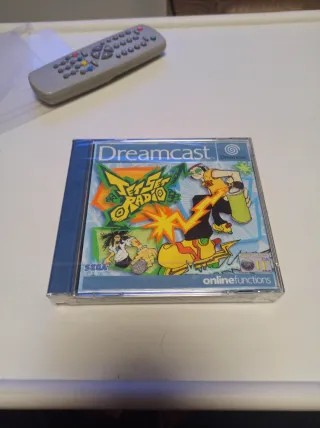 Dreamcast
JET SET
RADIO
SEGA
onlinefunctions